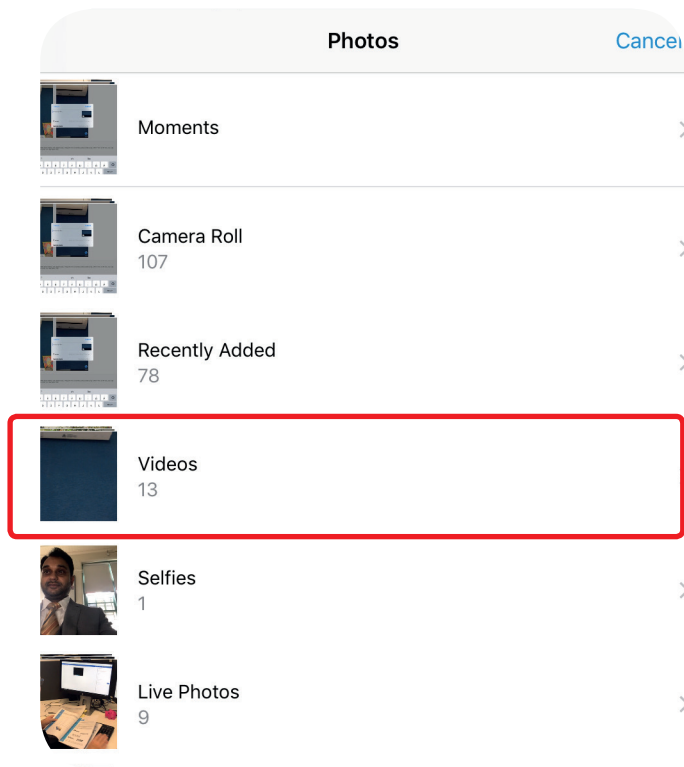 Photos
Cancel
Moments
Camera Roll
107
Recently Added
78
Videos
13
Selfies
1
Live Photos
9